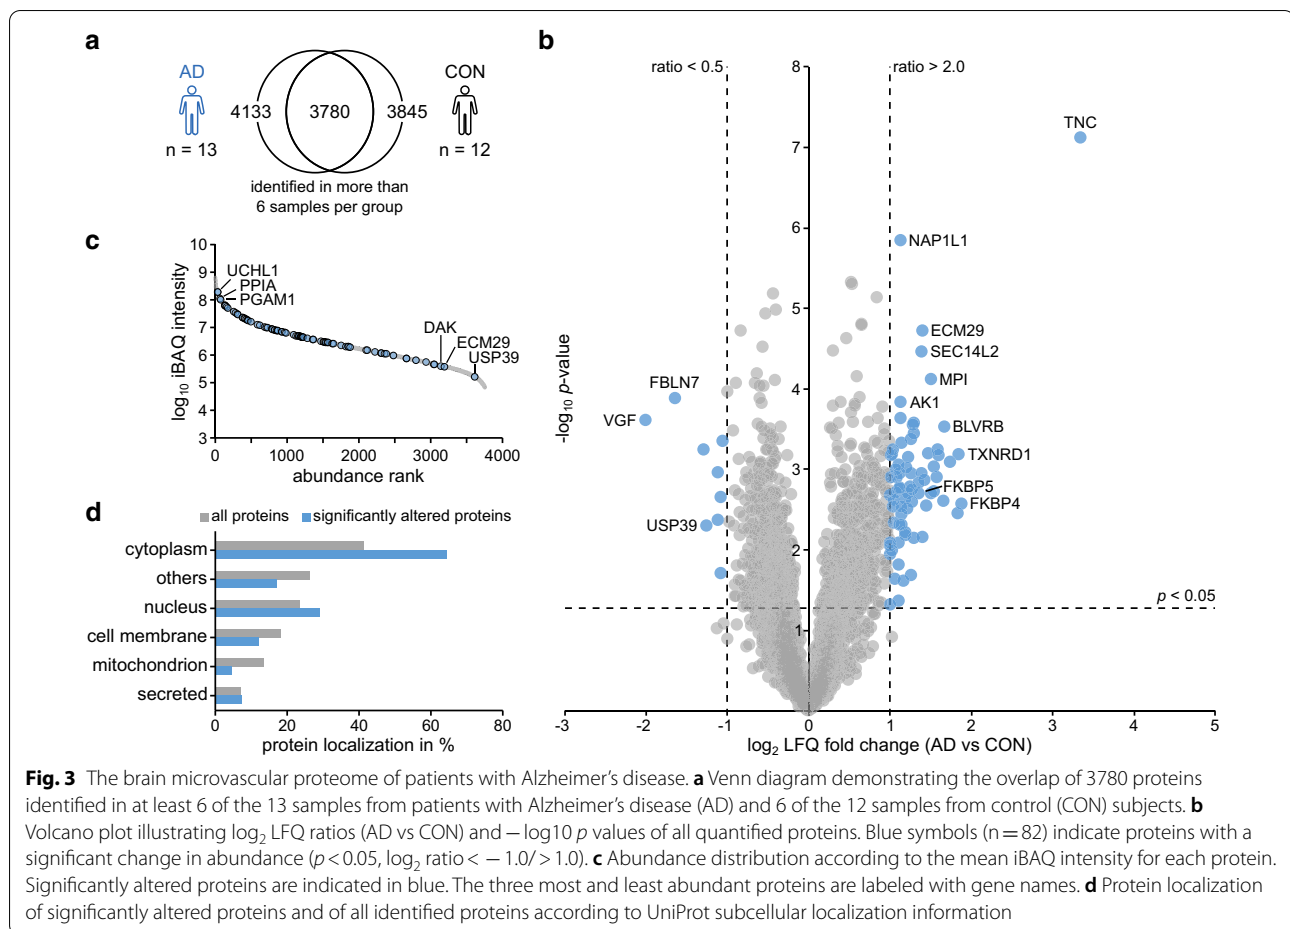 a
AD
CON
4133
3780
3845
n = 13
n = 12
identified in more than
6 samples per group
b
ratio < 0.5
ratio > 2.0
8
7
6
5
4
3
2
1
-log10 p-value
TNC
NAP1L1
ECM29
SEC14L2
MPI
AK1
BLVRB
TXNRD1
FKBP5
FKBP4
FBLN7
VGF
USP39
p < 0.05
-3
-2
-1
0
1
2
3
4
5
log2 LFQ fold change (AD vs CON)
c
log10 iBAQ intensity
10
9
8
7
6
5
4
3
UCHL1
PPIA
PGAM1
DAK
ECM29
USP39
0
1000
2000
3000
4000
abundance rank
d
all proteins
significantly altered proteins
cytoplasm
others
nucleus
cell membrane
mitochondrion
secreted
0
20
40
60
80
protein localization in %
Fig. 3 The brain microvascular proteome of patients with Alzheimer's disease. a Venn diagram demonstrating the overlap of 3780 proteins
identified in at least 6 of the 13 samples from patients with Alzheimer's disease (AD) and 6 of the 12 samples from control (CON) subjects. b
Volcano plot illustrating log2 LFQ ratios (AD vs CON) and − log10 p values of all quantified proteins. Blue symbols (n = 82) indicate proteins with a
significant change in abundance (p < 0.05, log2 ratio < − 1.0/ > 1.0). c Abundance distribution according to the mean iBAQ intensity for each protein.
Significantly altered proteins are indicated in blue. The three most and least abundant proteins are labeled with gene names. d Protein localization
of significantly altered proteins and of all identified proteins according to UniProt subcellular localization information